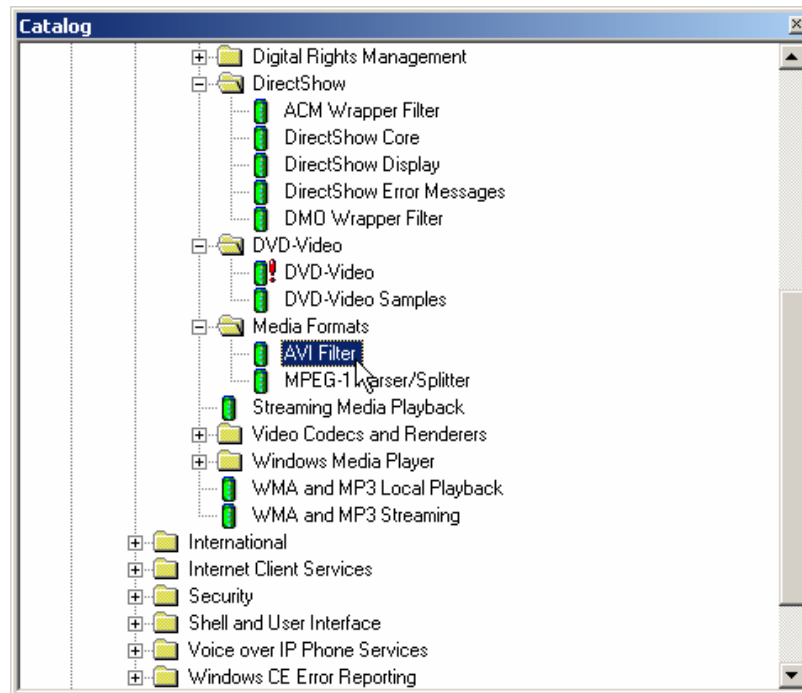 Catalog
Digital Rights Management
DirectShow
ACM Wrapper Filter
DirectShow Core
DirectShow Display
DirectShow Error Messages
DMO Wrapper Filter
DVD-Video
DVD-Video
DVD-Video Samples
Media Formats
AVI Filter
MPEG-1 Parser/Splitter
Streaming Media Playback
Video Codecs and Renderers
Windows Media Player
WMA and MP3 Local Playback
WMA and MP3 Streaming
International
Internet Client Services
Security
Shell and User Interface
Voice over IP Phone Services
Windows CE Error Reporting